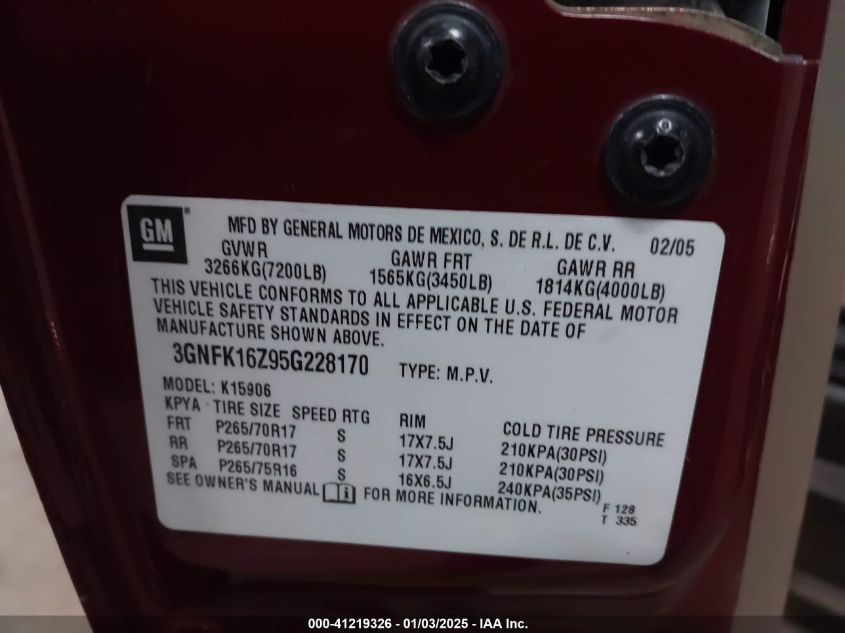 GM® MFD BY GENERAL MOTORS DE MEXICO, S. DE R.L. DE C.V. 02/05
GVWR GAWR FRT GAWR RR
3266KG(7200LB) 1565KG(3450LB) 1814KG(4000LB)
THIS VEHICLE CONFORMS TO ALL APPLICABLE U.S. FEDERAL MOTOR
VEHICLE SAFETY STANDARDS IN EFFECT ON THE DATE OF
MANUFACTURE SHOWN ABOVE.
3GNFK16Z95G228170 TYPE: M.P.V.
MODEL: K15906
KPYA TIRE SIZE SPEED RTG RIM COLD TIRE PRESSURE
FRT P265/70R17 S 17X7.5J 210KPA(30PSI)
RR P265/70R17 S 17X7.5J 210KPA(30PSI)
SPA P265/75R16 S 16X6.5J 240KPA(35PSI)
SEE OWNER'S MANUAL i FOR MORE INFORMATION.
F 128
T 335
000-41219326 - 01/03/2025 - IAA Inc.